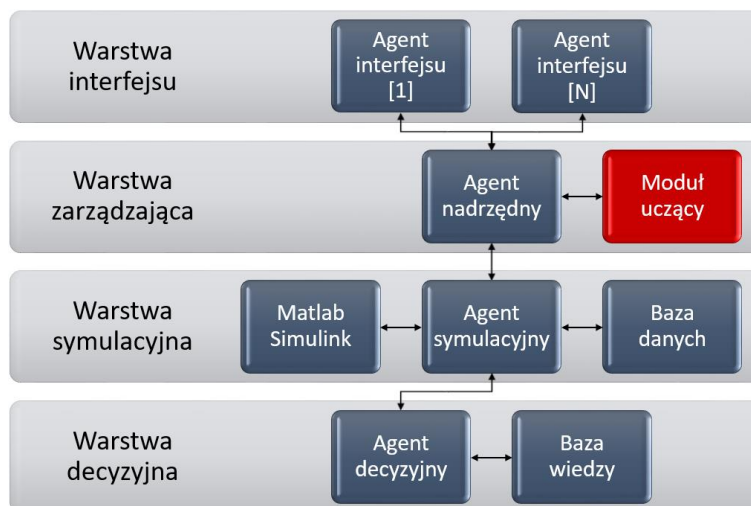 Warstwa
interfejsu
Agent
interfejsu
[1]
Agent
interfejsu
[N]
Warstwa
zarządzająca
Agent
nadrzędny
Moduł
uczący
Warstwa
symulacyjna
Matlab
Simulink
Agent
symulacyjny
Baza
danych
Warstwa
decyzyjna
Agent
decyzyjny
Baza
wiedzy